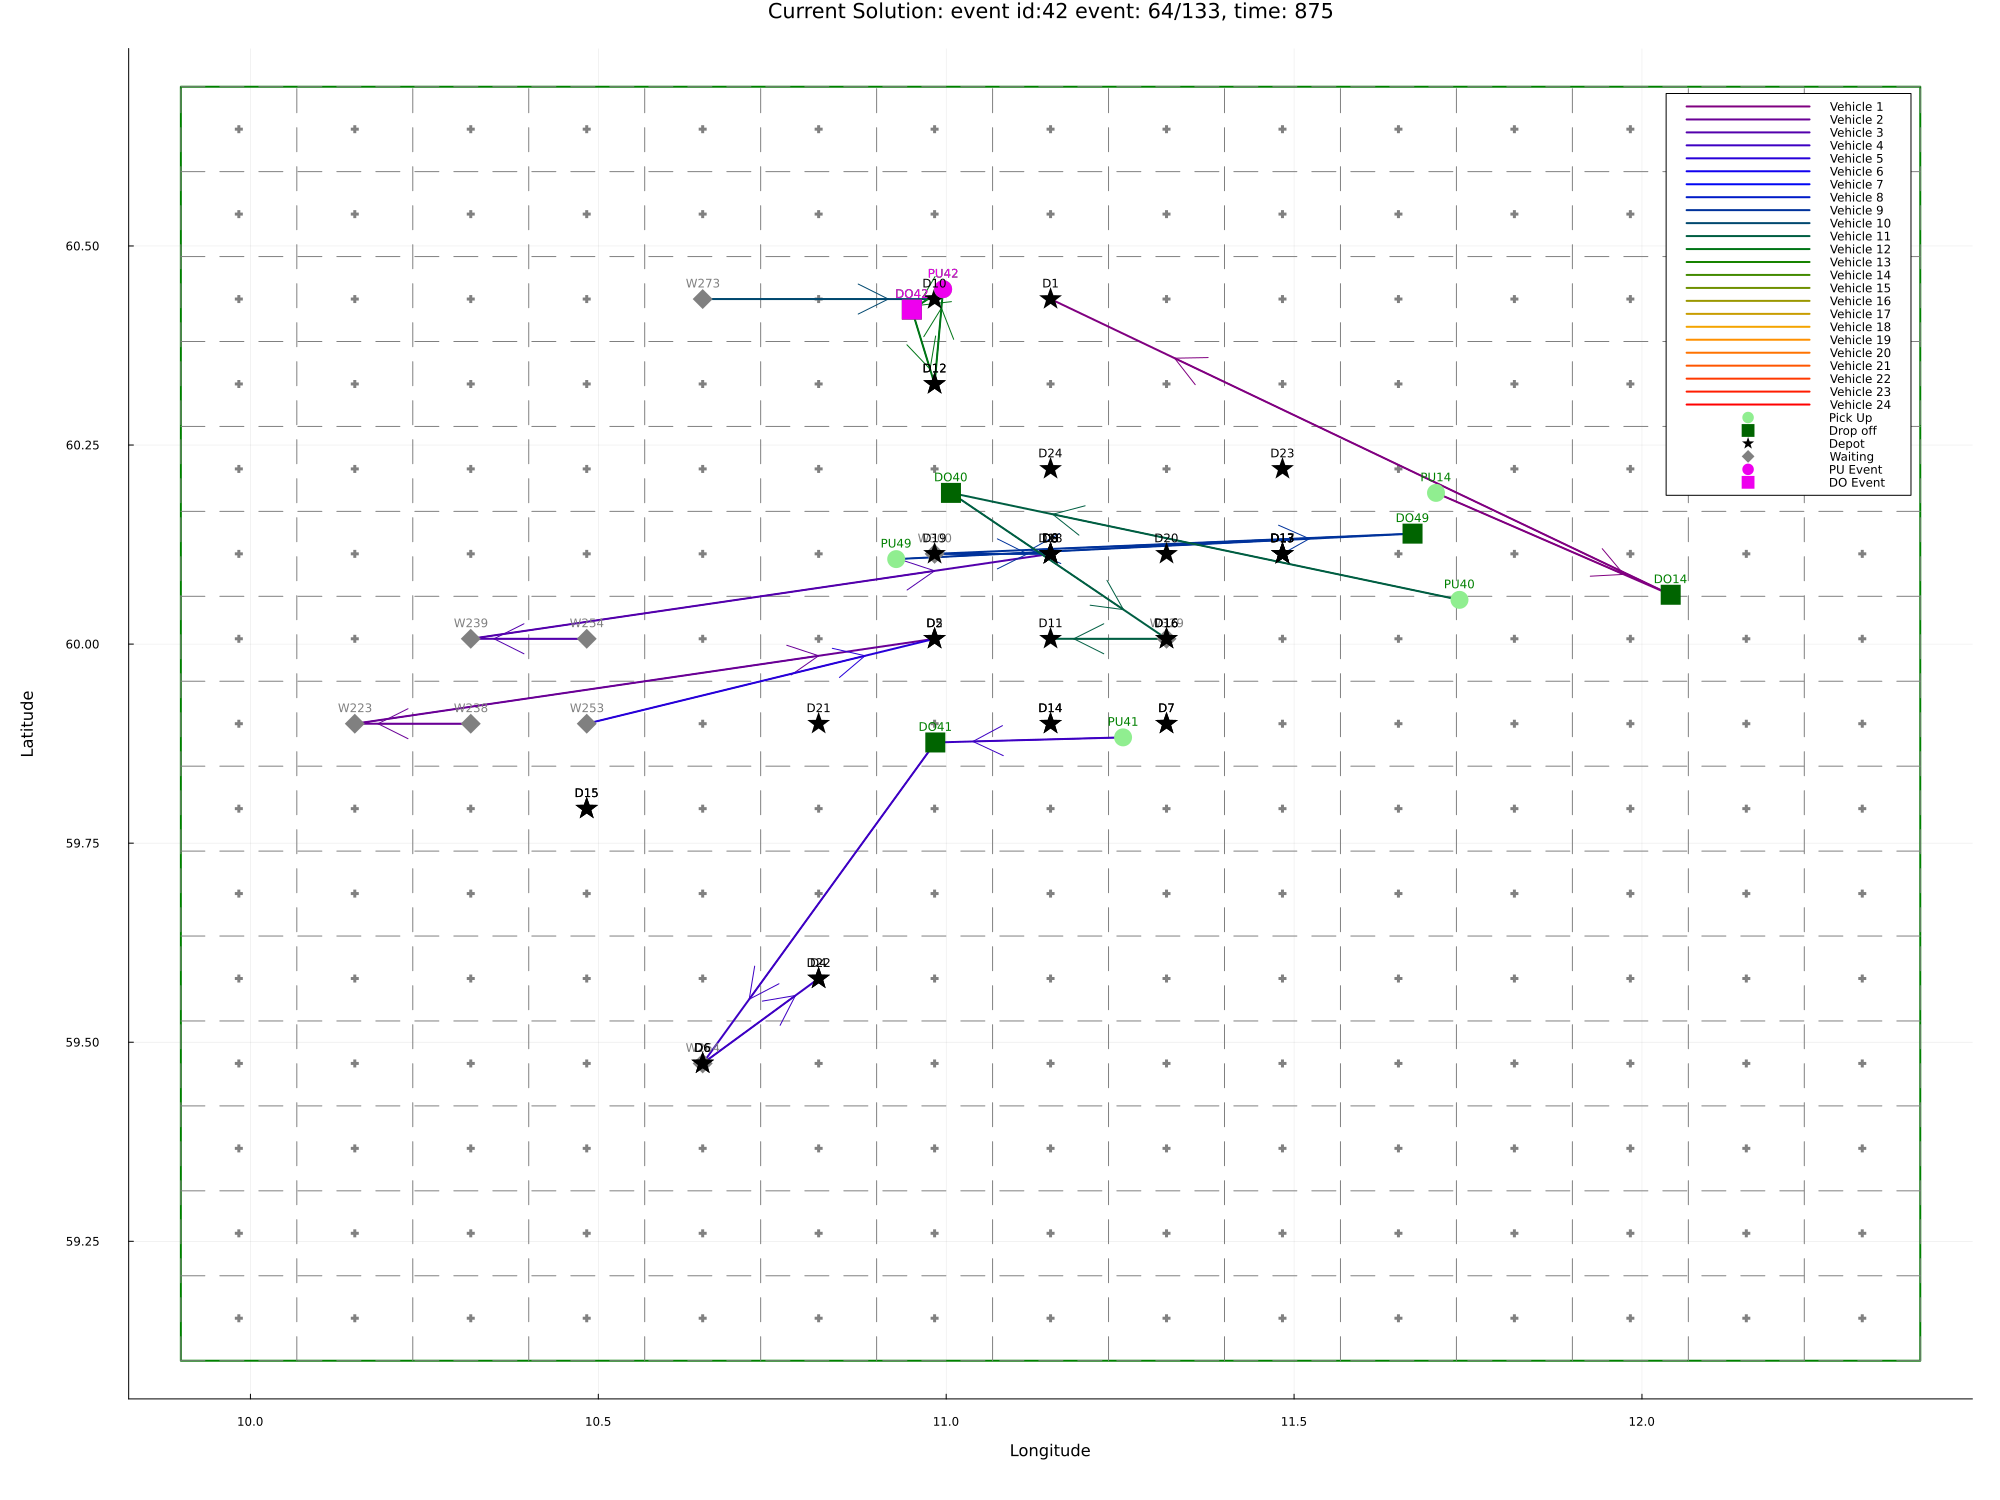 Current Solution: event id:42 event: 64/133, time: 875
Vehicle 1
Vehicle 2
Vehicle 3
Vehicle 4
Vehicle 5
Vehicle 6
Vehicle 7
Vehicle 8
Vehicle 9
Vehicle 10
Vehicle 11
Vehicle 12
Vehicle 13
Vehicle 14
Vehicle 15
Vehicle 16
Vehicle 17
Vehicle 18
Vehicle 19
Vehicle 20
Vehicle 21
Vehicle 22
Vehicle 23
Vehicle 24
Pick Up
Drop off
Depot
Waiting
PU Event
DO Event
60.50
60.25
60.00
59.75
59.50
59.25
Latitude
PU42
W273
D10
D1
DO42
D12
D24
D23
DO40
PU14
DO49
PU49
D19
D20
D13
PU40
DO14
W239
W254
D11
D16
W223
W238
W253
D21
DO41
D14
PU41
D7
D15
D22
D6
10.0
10.5
11.0
11.5
12.0
Longitude